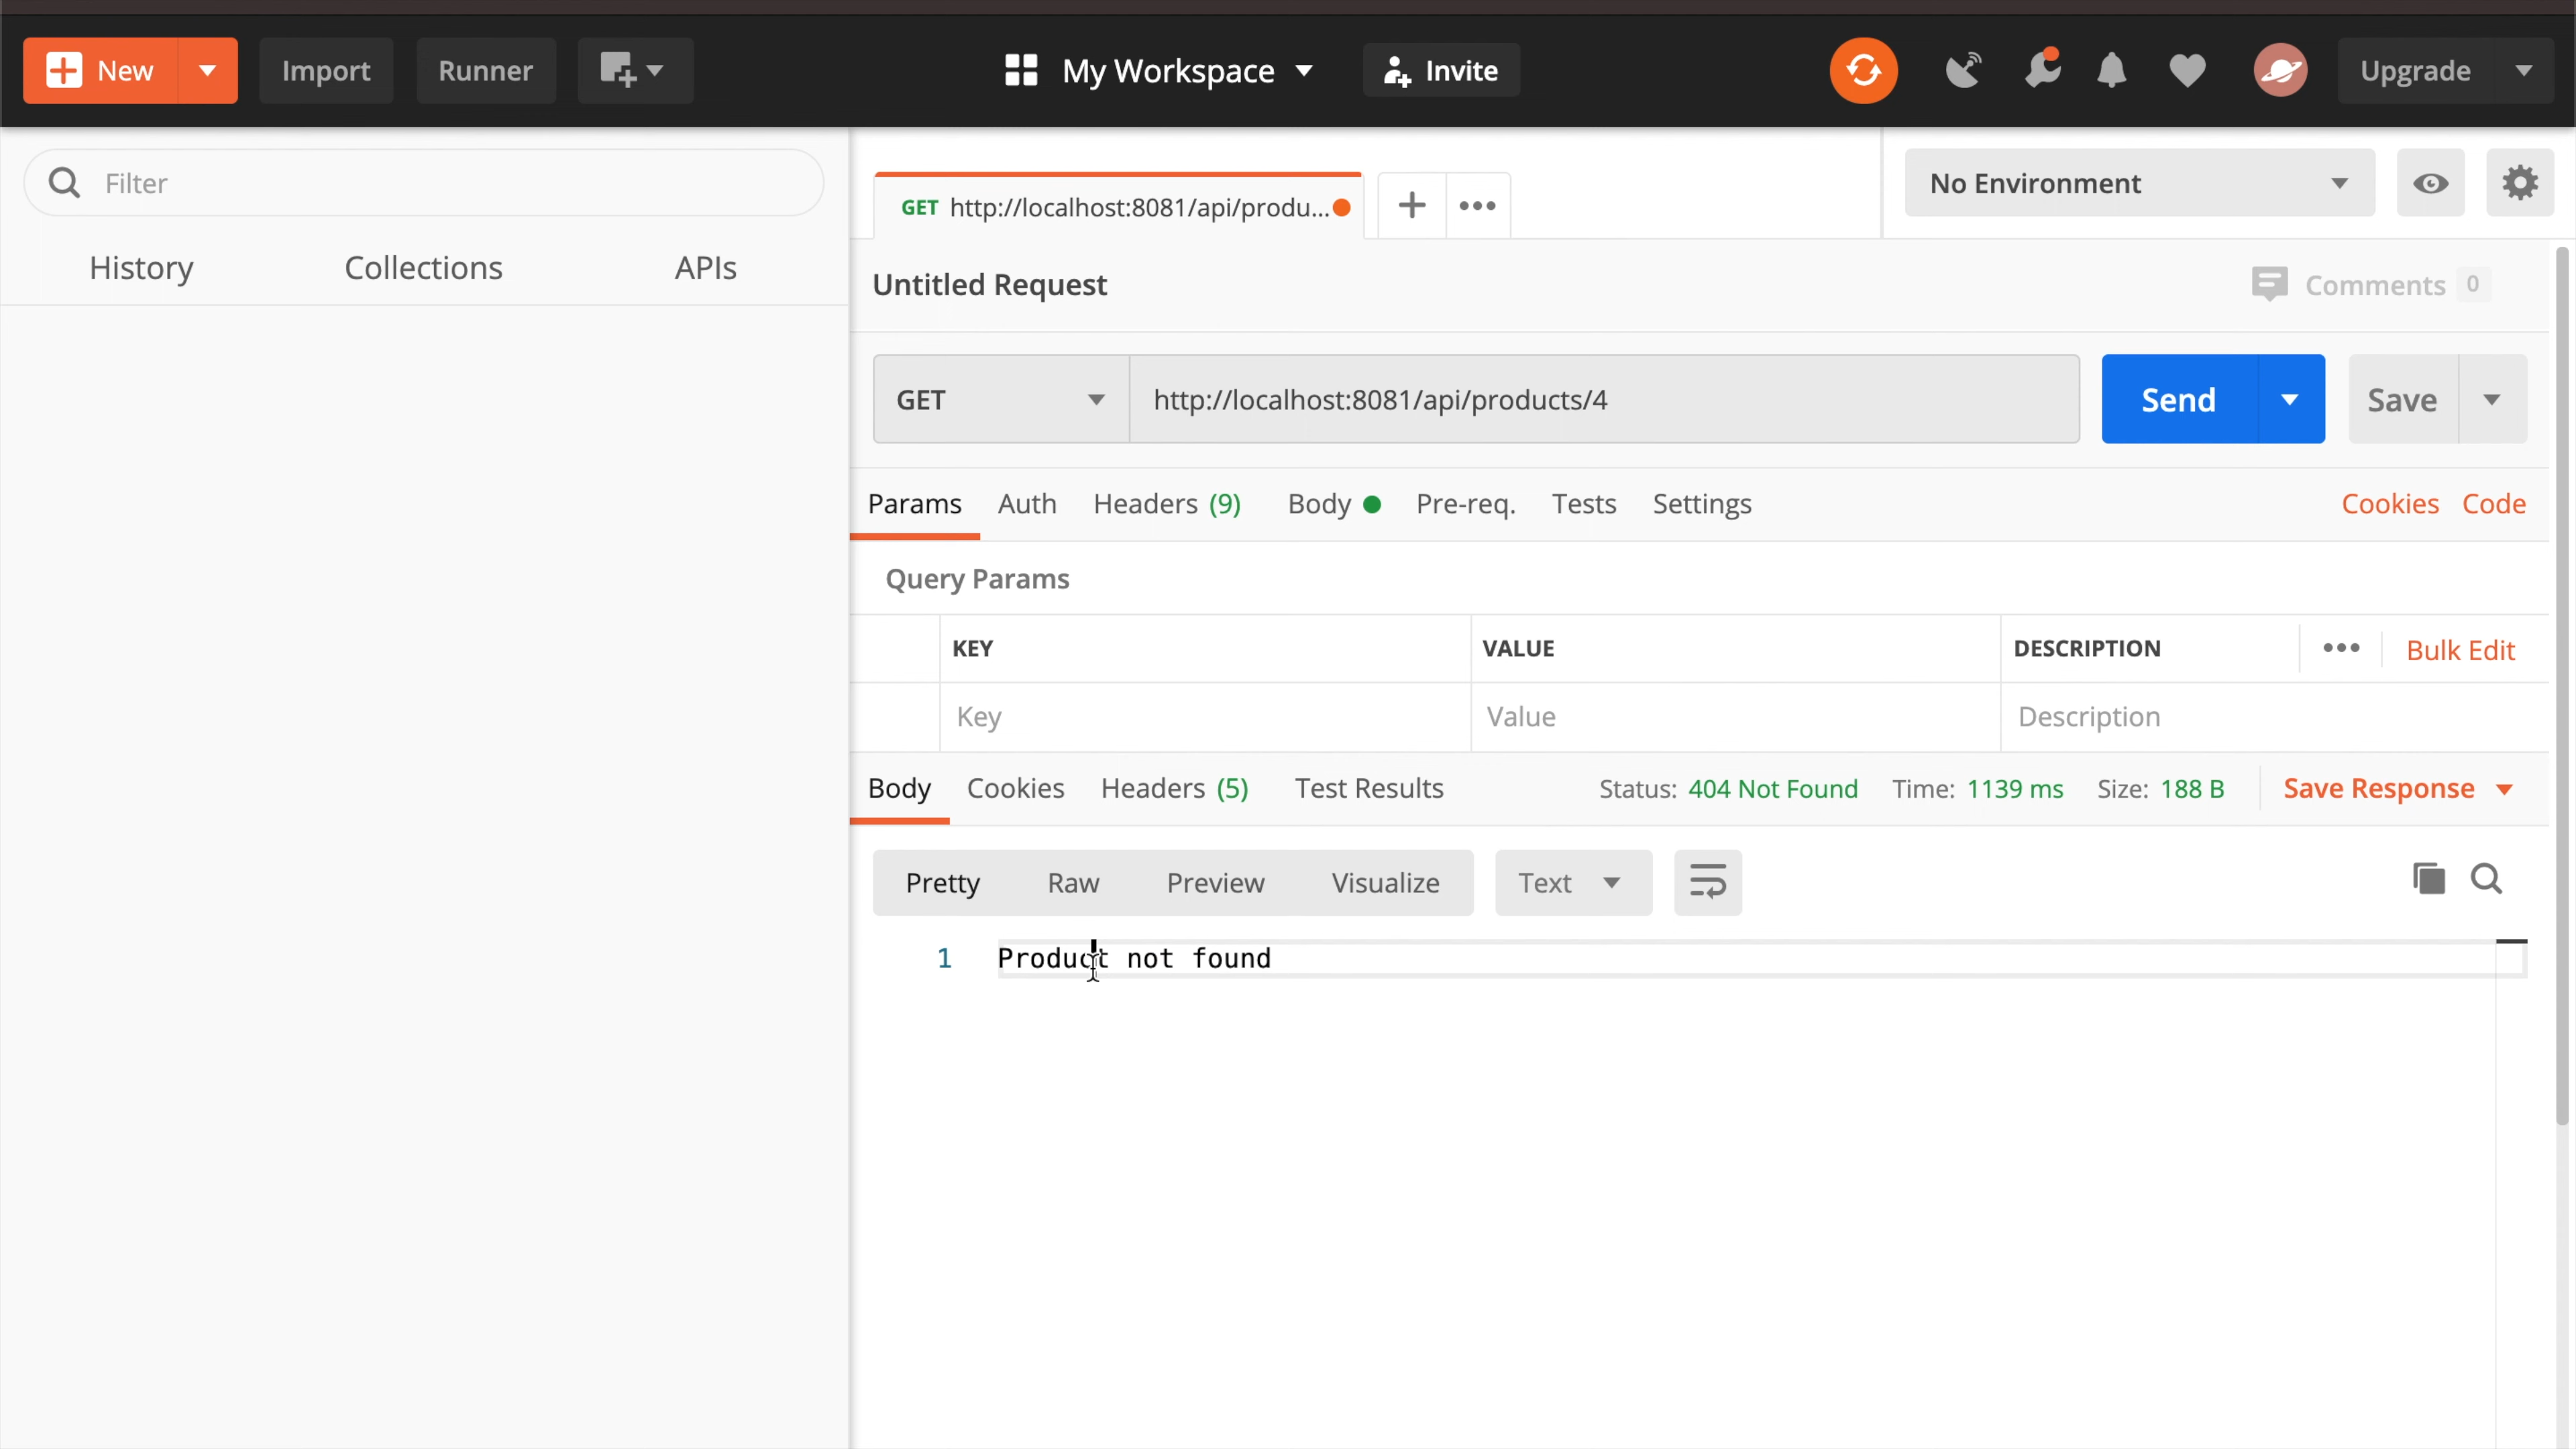 New Import Runner My Workspace Invite Upgrade
Filter
History Collections APIs
GET http://localhost:8081/api/produ... + ••• No Environment
Untitled Request Comments 0
GET http://localhost:8081/api/products/4 Send Save
Params Auth Headers (9) Body Pre-req. Tests Settings Cookies Code
Query Params
KEY VALUE DESCRIPTION ••• Bulk Edit
Key Value Description
Body Cookies Headers (5) Test Results Status: 404 Not Found Time: 1139 ms Size: 188 B Save Response
Pretty Raw Preview Visualize Text
1 Product not found